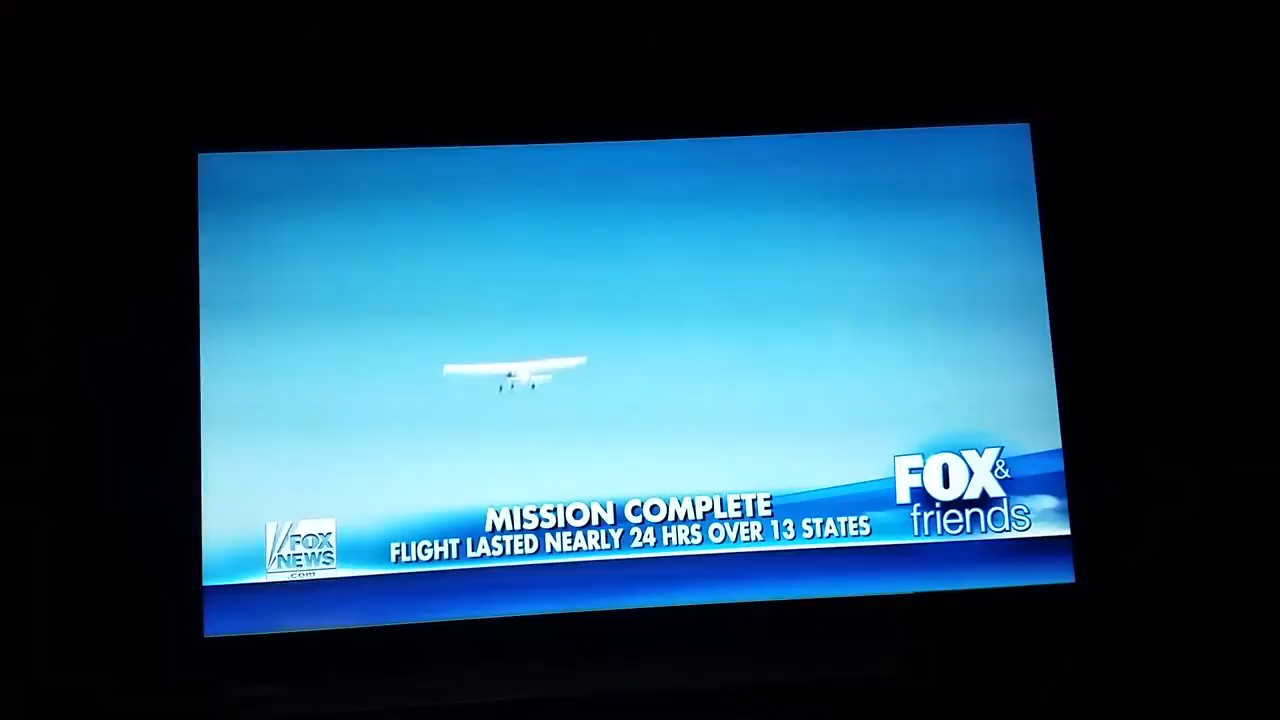 MISSION COMPLETE
FLIGHT LASTED NEARLY 24 HRS OVER 13 STATES
FOX
NEWS
.com
FOX&
friends